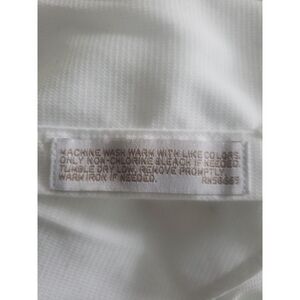 MACHINE WASH WARM WITH LIKE COLORS.
ONLY NON-CHLORINE BLEACH IF NEEDED.
TUMBLE DRY LOW, REMOVE PROMPTLY.
WARM IRON IF NEEDED.